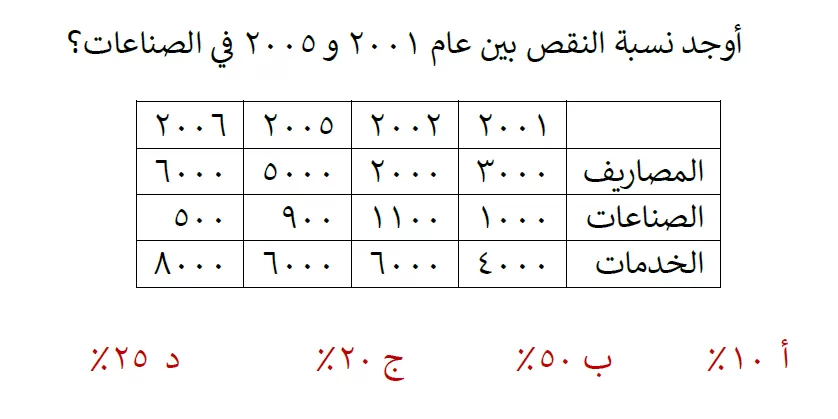 أوجد نسبة النقص بين عام ٢٠٠١ و ٢٠٠٥ في الصناعات؟
٢٠٠١ ٢٠٠٢ ٢٠٠٥ ٢٠٠٦
المصاريف ٣٠٠٠ ٢٠٠٠ ٥٠٠٠ ٦٠٠٠
الصناعات ١٠٠٠ ١١٠٠ ٩٠٠ ٥٠٠
الخدمات ٤٠٠٠ ٦٠٠٠ ٦٠٠٠ ٨٠٠٠
أ ١٠٪ ب ٥٠٪ ج ٢٠٪ د ٢٥٪